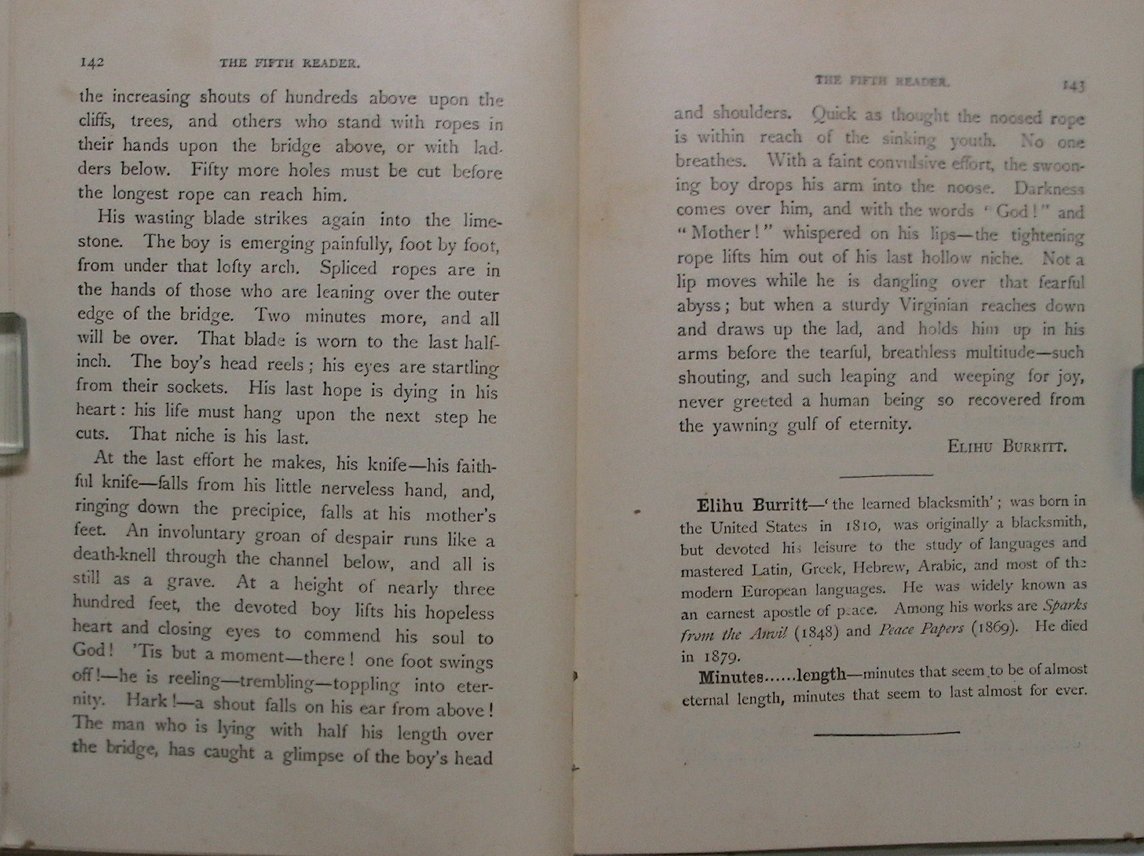 142
THE FIFTH READER.
the increasing shouts of hundreds above upon the
cliffs, trees, and others who stand with ropes in
their hands upon the bridge above, or with lad-
ders below. Fifty more holes must be cut before
the longest rope can reach him.
His wasting blade strikes again into the lime-
stone. The boy is emerging painfully, foot by foot,
from under that lofty arch. Spliced ropes are in
the hands of those who are leaning over the outer
edge of the bridge. Two minutes more, and all
will be over. That blade is worn to the last half-
inch. The boy's head reels; his eyes are startling
from their sockets. His last hope is dying in his
heart: his life must hang upon the next step he
cuts. That niche is his last.
At the last effort he makes, his knife—his faith-
ful knife—falls from his little nerveless hand, and,
ringing down the precipice, falls at his mother's
feet. An involuntary groan of despair runs like a
death-knell through the channel below, and all is
still as a grave. At a height of nearly three
hundred feet, the devoted boy lifts his hopeless
heart and closing eyes to commend his soul to
God! 'Tis but a moment—there! one foot swings
off!—he is reeling—trembling—toppling into eter-
nity. Hark!—a shout falls on his ear from above!
The man who is lying with half his length over
the bridge, has caught a glimpse of the boy's head
THE FIFTH READER.
143
and shoulders. Quick as thought the noosed rope
is within reach of the sinking youth. No one
breathes. With a faint convulsive effort, the swoon-
ing boy drops his arm into the noose. Darkness
comes over him, and with the words ‘God!” and
“Mother!” whispered on his lips—the tightening
rope lifts him out of his last hollow niche. Not a
lip moves while he is dangling over that fearful
abyss; but when a sturdy Virginian reaches down
and draws up the lad, and holds him up in his
arms before the tearful, breathless multitude—such
shouting, and such leaping and weeping for joy,
never greeted a human being so recovered from
the yawning gulf of eternity.
ELIHU BURRITT.
Elihu Burritt—‘the learned blacksmith’; was born in
the United States in 1810, was originally a blacksmith,
but devoted his leisure to the study of languages and
mastered Latin, Greek, Hebrew, Arabic, and most of the
modern European languages. He was widely known as
an earnest apostle of peace. Among his works are Sparks
from the Anvil (1848) and Peace Papers (1869). He died
in 1879.
Minutes......length—minutes that seem to be of almost
eternal length, minutes that seem to last almost for ever.